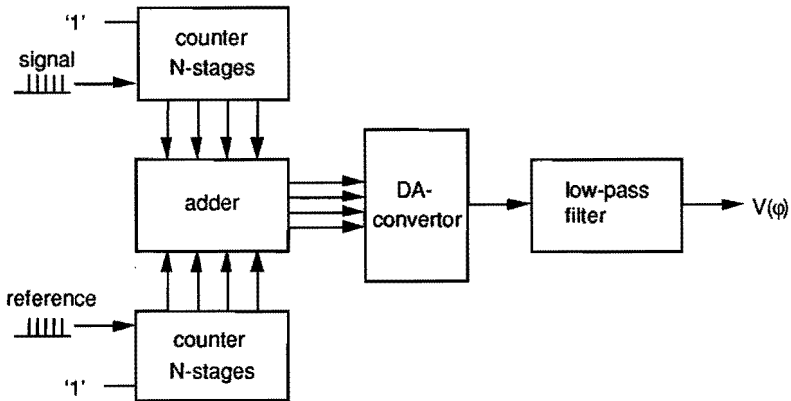 '1'
counter
N-stages
signal
adder
DA-
convertor
low-pass
filter
V(φ)
reference
counter
N-stages
'1'